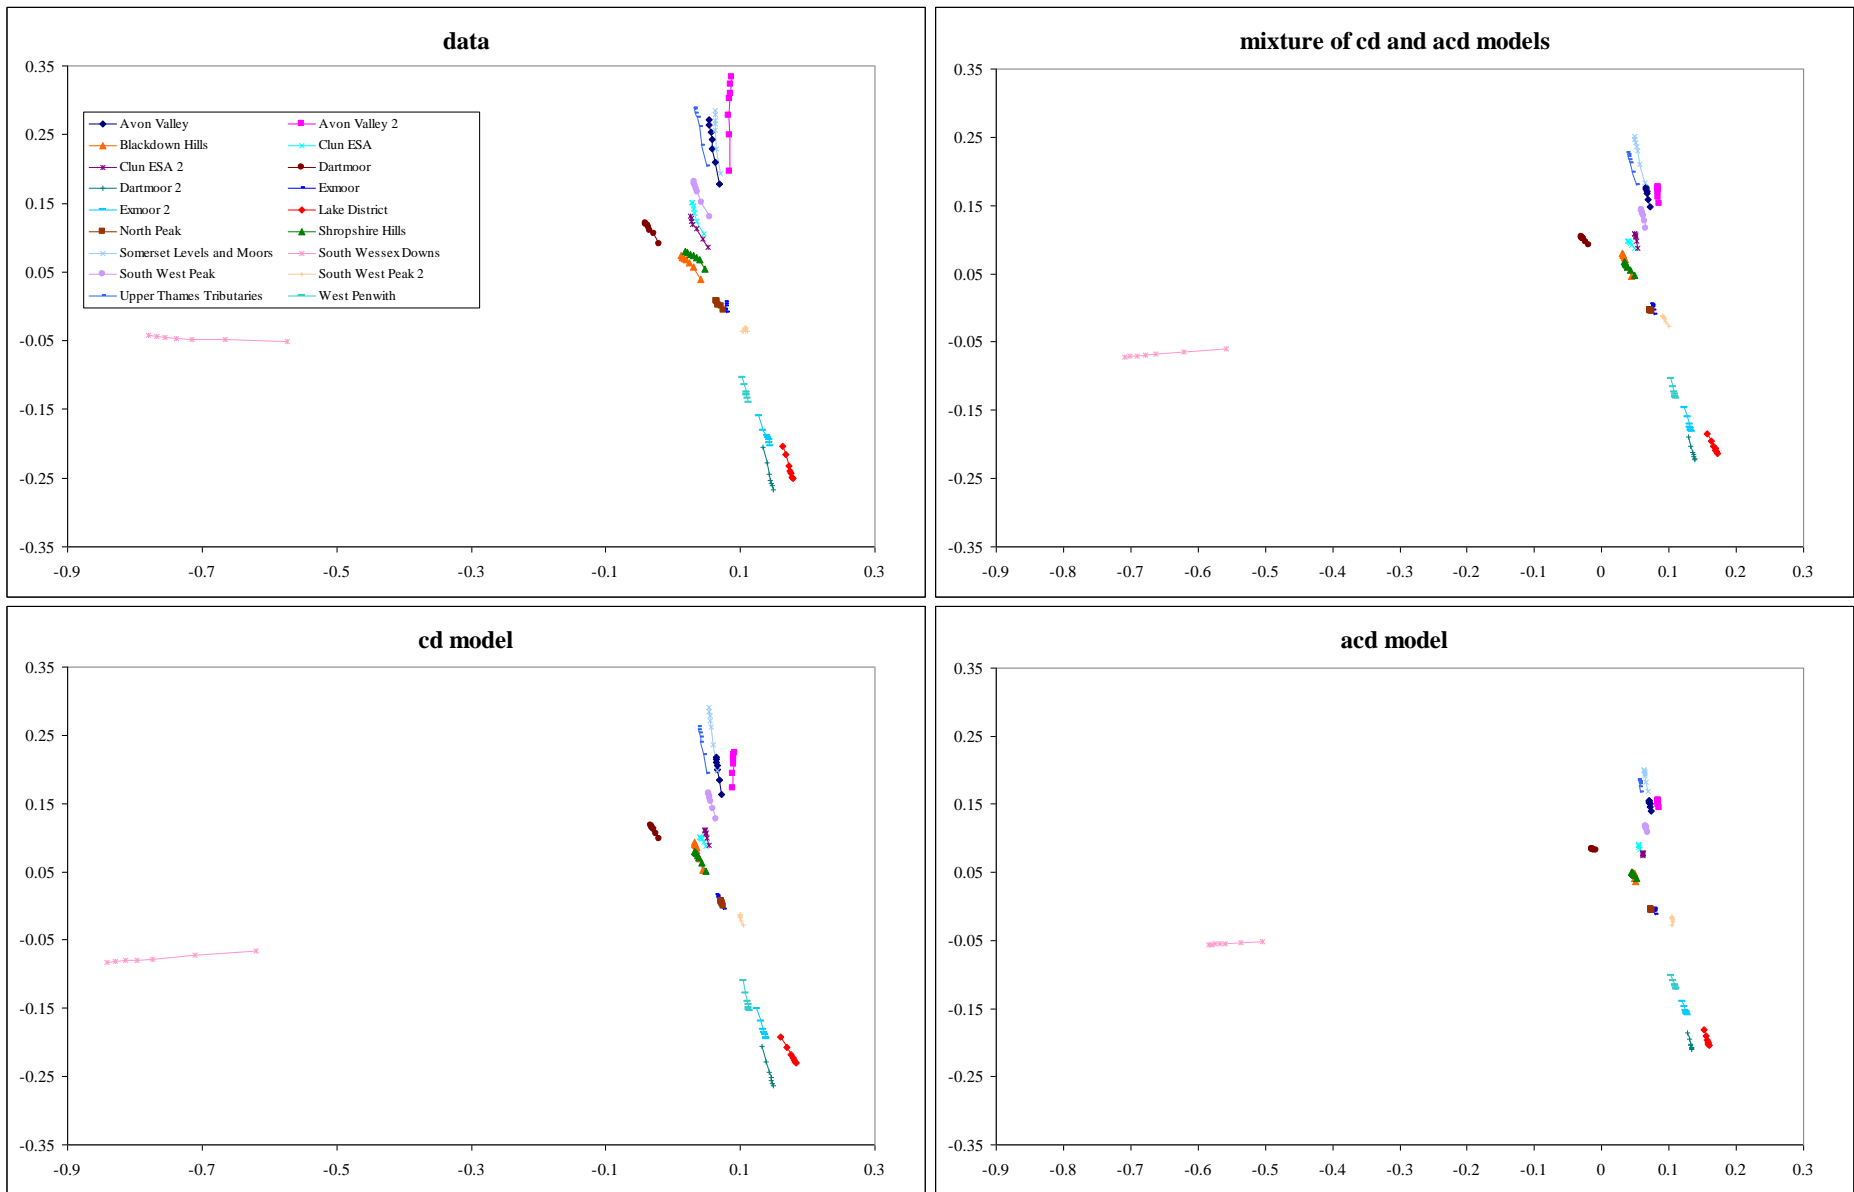 data
0.35
0.25
0.15
0.05
-0.05
-0.15
-0.25
-0.35
-0.9 -0.7 -0.5 -0.3 -0.1 0.1 0.3
Avon Valley Avon Valley 2
Blackdown Hills Clun ESA
Clun ESA 2 Dartmoor
Dartmoor 2 Exmoor
Exmoor 2 Lake District
North Peak Shropshire Hills
Somerset Levels and Moors South Wessex Downs
South West Peak South West Peak 2
Upper Thames Tributaries West Penwith
mixture of cd and acd models
0.35
0.25
0.15
0.05
-0.05
-0.15
-0.25
-0.35
-0.9 -0.8 -0.7 -0.6 -0.5 -0.4 -0.3 -0.2 -0.1 0 0.1 0.2 0.3
cd model
0.35
0.25
0.15
0.05
-0.05
-0.15
-0.25
-0.35
-0.9 -0.7 -0.5 -0.3 -0.1 0.1 0.3
acd model
0.35
0.25
0.15
0.05
-0.05
-0.15
-0.25
-0.35
-0.9 -0.8 -0.7 -0.6 -0.5 -0.4 -0.3 -0.2 -0.1 0 0.1 0.2 0.3